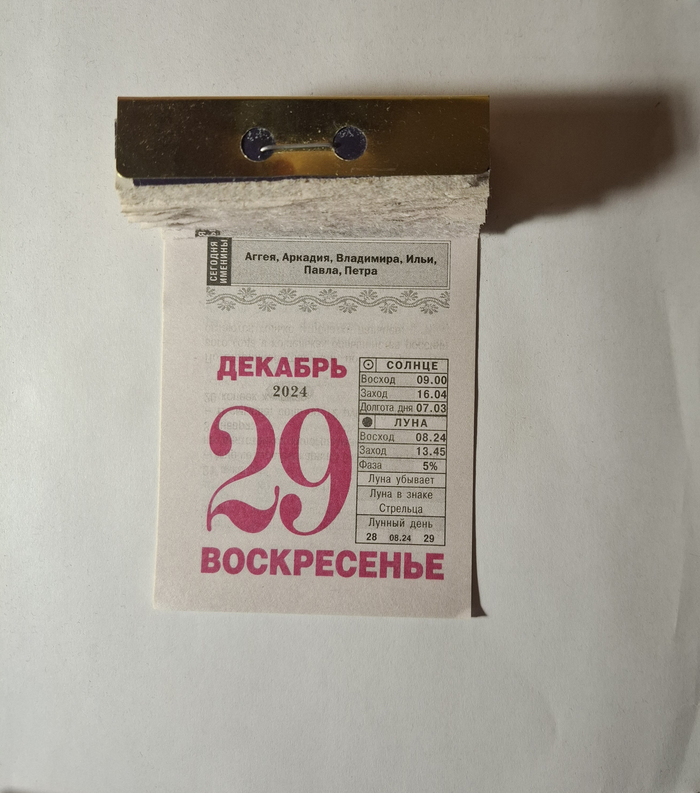 СЕГОДНЯ
ИМЕНИНЫ
Аггея, Аркадия, Владимира, Ильи,
Павла, Петра
ДЕКАБРЬ
2024
29
ВОСКРЕСЕНЬЕ
СОЛНЦЕ
Восход 09.00
Заход 16.04
Долгота дня 07.03
ЛУНА
Восход 08.24
Заход 13.45
Фаза 5%
Луна убывает
Луна в знаке
Стрельца
Лунный день
28 08.24 29